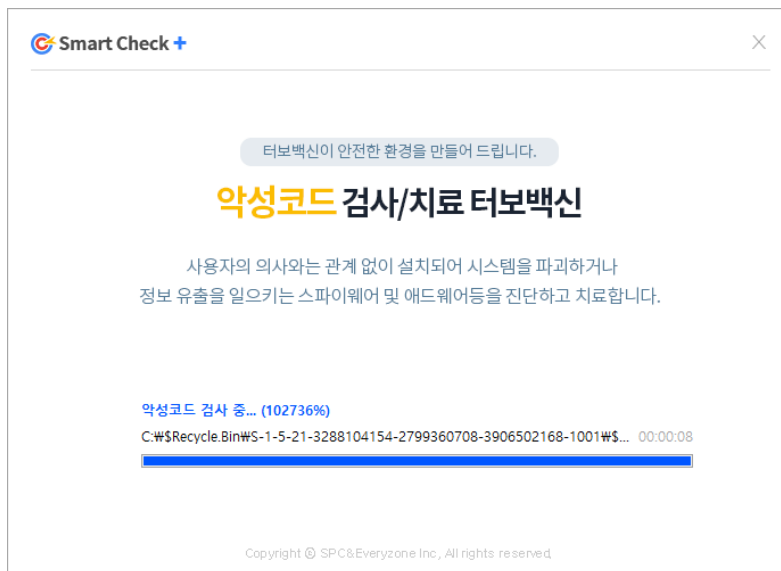 Smart Check +
터보백신이 안전한 환경을 만들어 드립니다.
악성코드 검사/치료 터보백신
사용자의 의사와는 관계 없이 설치되어 시스템을 파괴하거나
정보 유출을 일으키는 스파이웨어 및 애드웨어등을 진단하고 치료합니다.
악성코드 검사 중... (102736%)
C:₩$Recycle.Bin₩S-1-5-21-3288104154-2799360708-3906502168-1001₩$... 00:00:08
Copyright ⓒ SPC&Everyzone Inc, All rights reserved.